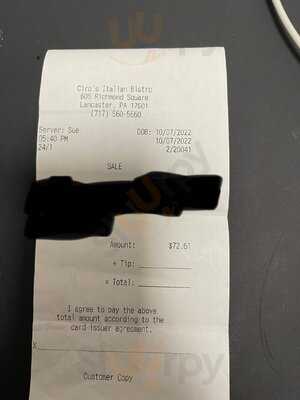 Ciro's Italian Bistro
605 Richmond Square
Lancaster, PA 17601
(717) 560-5660
Server: Sue DOB: 10/07/2022
05:40 PM 10/07/2022
24/1 2/20041
SALE
Amount: $72.61
+ Tip:
= Total:
I agree to pay the above
total amount according to the
card issuer agreement.
X
Customer Copy